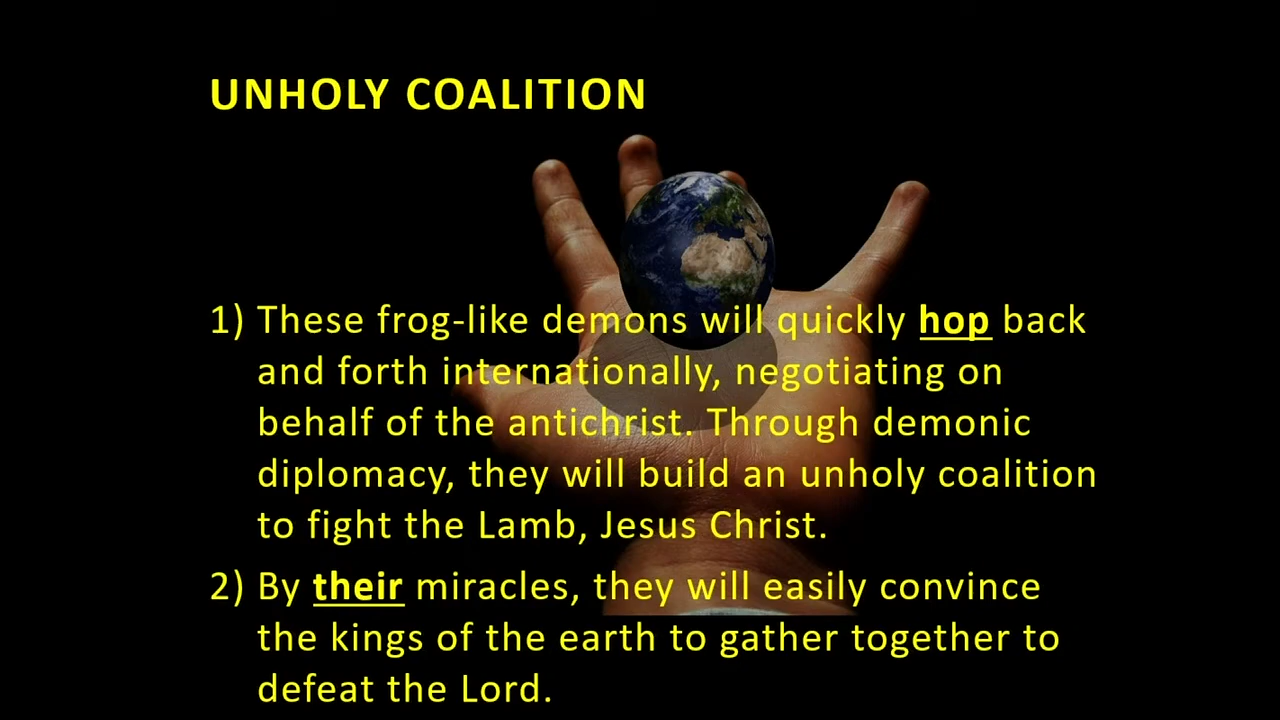 UNHOLY COALITION
1) These frog-like demons will quickly hop back
and forth internationally, negotiating on
behalf of the antichrist. Through demonic
diplomacy, they will build an unholy coalition
to fight the Lamb, Jesus Christ.
2) By their miracles, they will easily convince
the kings of the earth to gather together to
defeat the Lord.